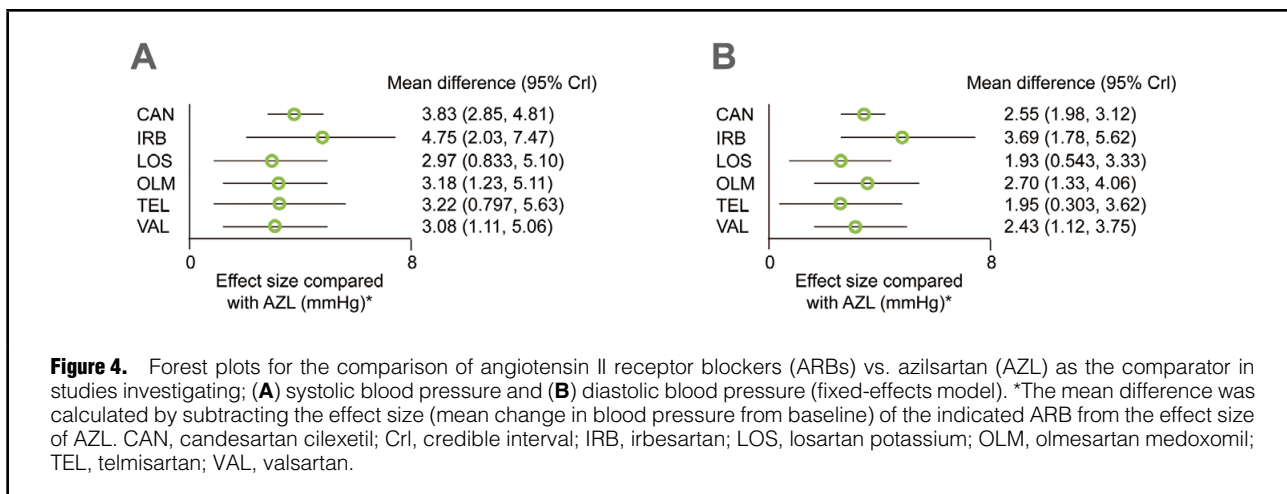 A
Mean difference (95% CrI)
CAN 3.83 (2.85, 4.81)
IRB 4.75 (2.03, 7.47)
LOS 2.97 (0.833, 5.10)
OLM 3.18 (1.23, 5.11)
TEL 3.22 (0.797, 5.63)
VAL 3.08 (1.11, 5.06)
0 8
Effect size compared
with AZL (mmHg)*
B
Mean difference (95% CrI)
CAN 2.55 (1.98, 3.12)
IRB 3.69 (1.78, 5.62)
LOS 1.93 (0.543, 3.33)
OLM 2.70 (1.33, 4.06)
TEL 1.95 (0.303, 3.62)
VAL 2.43 (1.12, 3.75)
0 8
Effect size compared
with AZL (mmHg)*
Figure 4. Forest plots for the comparison of angiotensin II receptor blockers (ARBs) vs. azilsartan (AZL) as the comparator in
studies investigating; (A) systolic blood pressure and (B) diastolic blood pressure (fixed-effects model). *The mean difference was
calculated by subtracting the effect size (mean change in blood pressure from baseline) of the indicated ARB from the effect size
of AZL. CAN, candesartan cilexetil; CrI, credible interval; IRB, irbesartan; LOS, losartan potassium; OLM, olmesartan medoxomil;
TEL, telmisartan; VAL, valsartan.